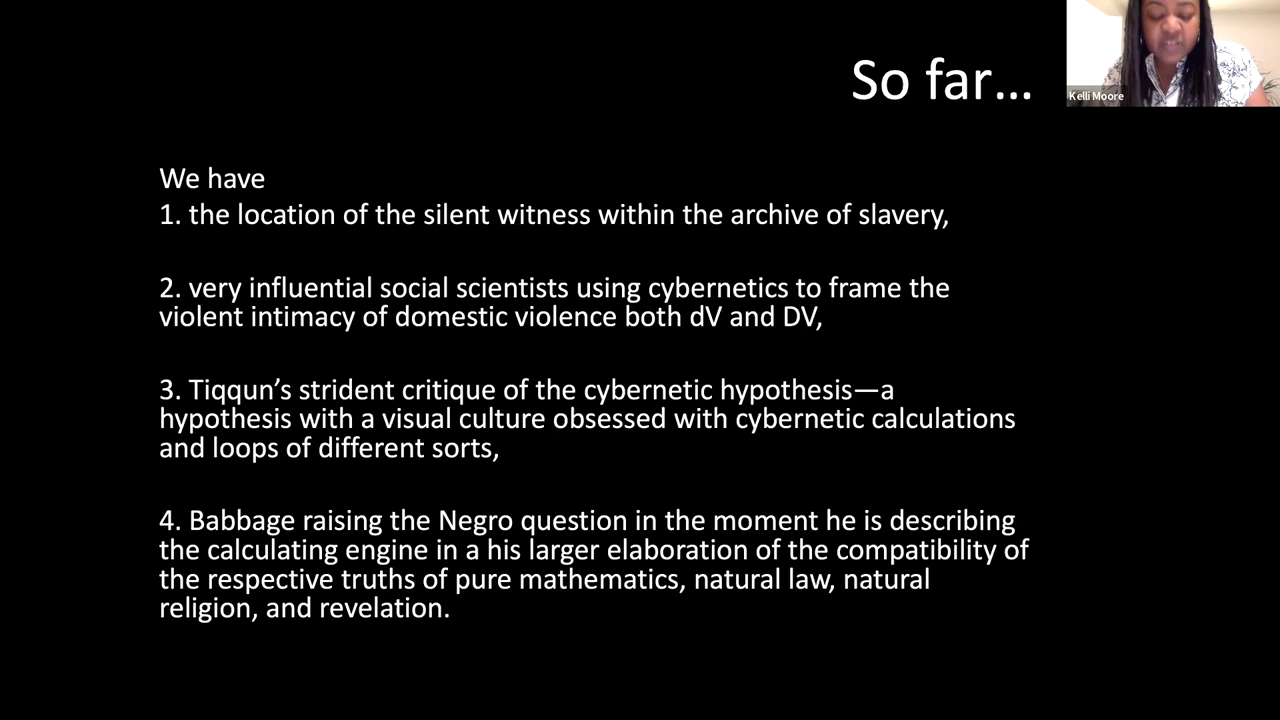 So far...
Kelli Moore
We have
1. the location of the silent witness within the archive of slavery,
2. very influential social scientists using cybernetics to frame the
violent intimacy of domestic violence both dV and DV,
3. Tiqqun’s strident critique of the cybernetic hypothesis—a
hypothesis with a visual culture obsessed with cybernetic calculations
and loops of different sorts,
4. Babbage raising the Negro question in the moment he is describing
the calculating engine in a his larger elaboration of the compatibility of
the respective truths of pure mathematics, natural law, natural
religion, and revelation.